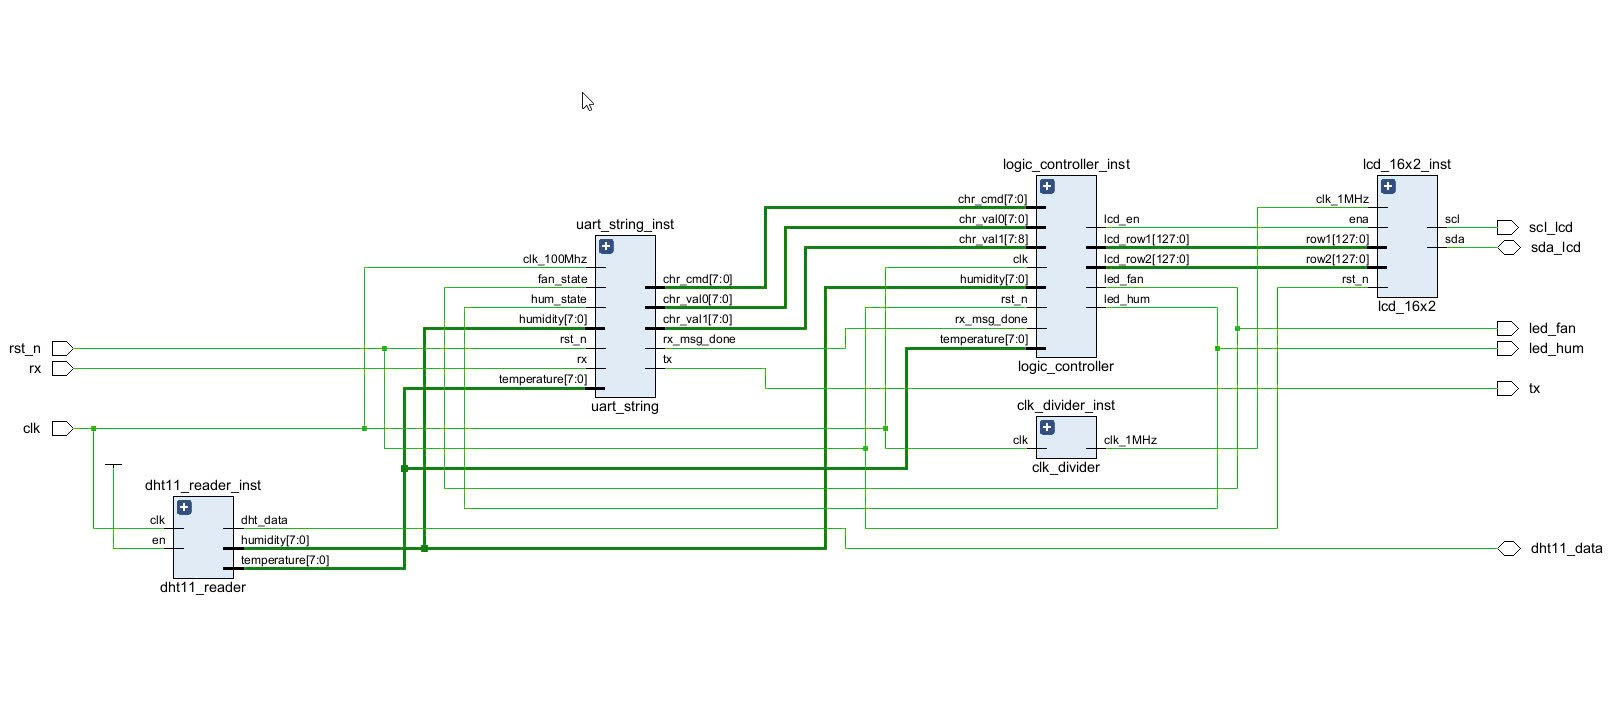 logic_controller_inst
lcd_16x2_inst
chr_cmd[7:0]
clk_1MHz
chr_val0[7:0]
lcd_en
ena
scl
scl_lcd
uart_string_inst
chr_val1[7:8]
lcd_row1[127:0]
row1[127:0]
sda
sda_lcd
clk_100Mhz
clk
lcd_row2[127:0]
row2[127:0]
fan_state
chr_cmd[7:0]
humidity[7:0]
led_fan
rst_n
hum_state
chr_val0[7:0]
rst_n
led_hum
lcd_16x2
humidity[7:0]
chr_val1[7:0]
rx_msg_done
led_fan
rst_n
rst_n
rx_msg_done
temperature[7:0]
led_hum
rx
rx
tx
logic_controller
temperature[7:0]
tx
uart_string
clk_divider_inst
clk
clk
clk_1MHz
clk_divider
dht11_reader_inst
clk
dht_data
en
humidity[7:0]
dht11_data
temperature[7:0]
dht11_reader